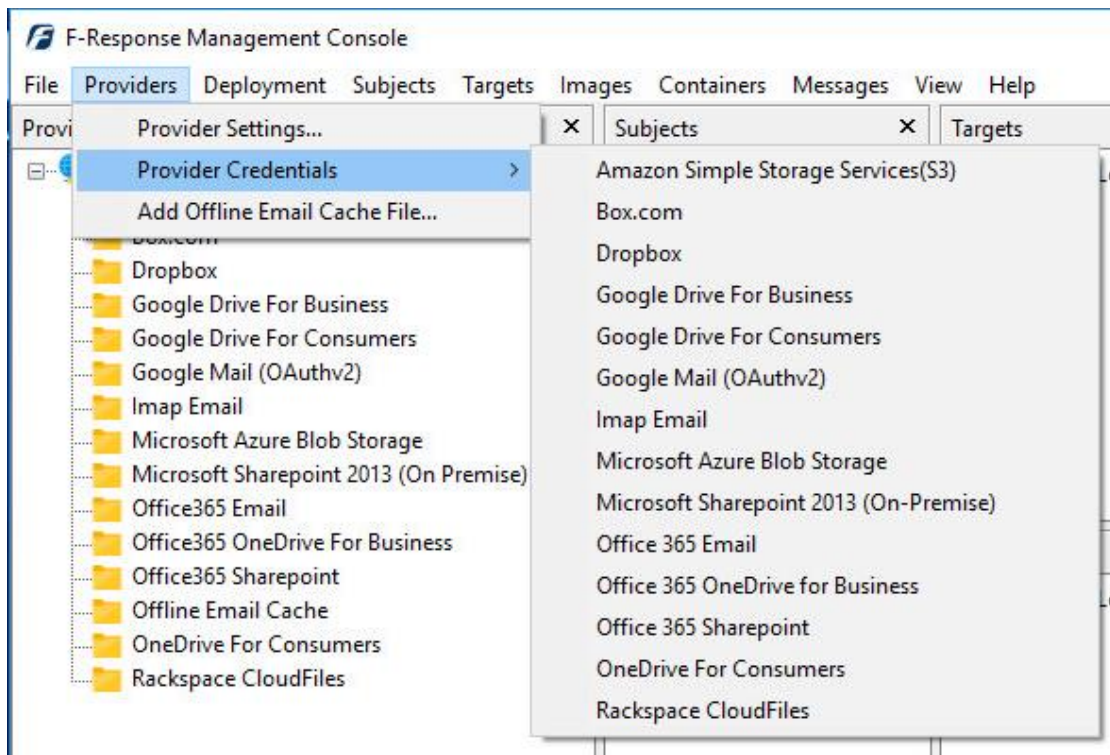 F-Response Management Console
File Providers Deployment Subjects Targets Images Containers Messages View Help
Provi
Subjects
Targets
Provider Settings...
Provider Credentials
Add Offline Email Cache File...
Amazon Simple Storage Services(S3)
Box.com
Dropbox
Google Drive For Business
Google Drive For Consumers
Google Mail (OAuthv2)
Imap Email
Microsoft Azure Blob Storage
Microsoft Sharepoint 2013 (On-Premise)
Office 365 Email
Office 365 OneDrive for Business
Office 365 Sharepoint
OneDrive For Consumers
Rackspace CloudFiles
Box.com
Dropbox
Google Drive For Business
Google Drive For Consumers
Google Mail (OAuthv2)
Imap Email
Microsoft Azure Blob Storage
Microsoft Sharepoint 2013 (On Premise)
Office365 Email
Office365 OneDrive For Business
Office365 Sharepoint
Offline Email Cache
OneDrive For Consumers
Rackspace CloudFiles